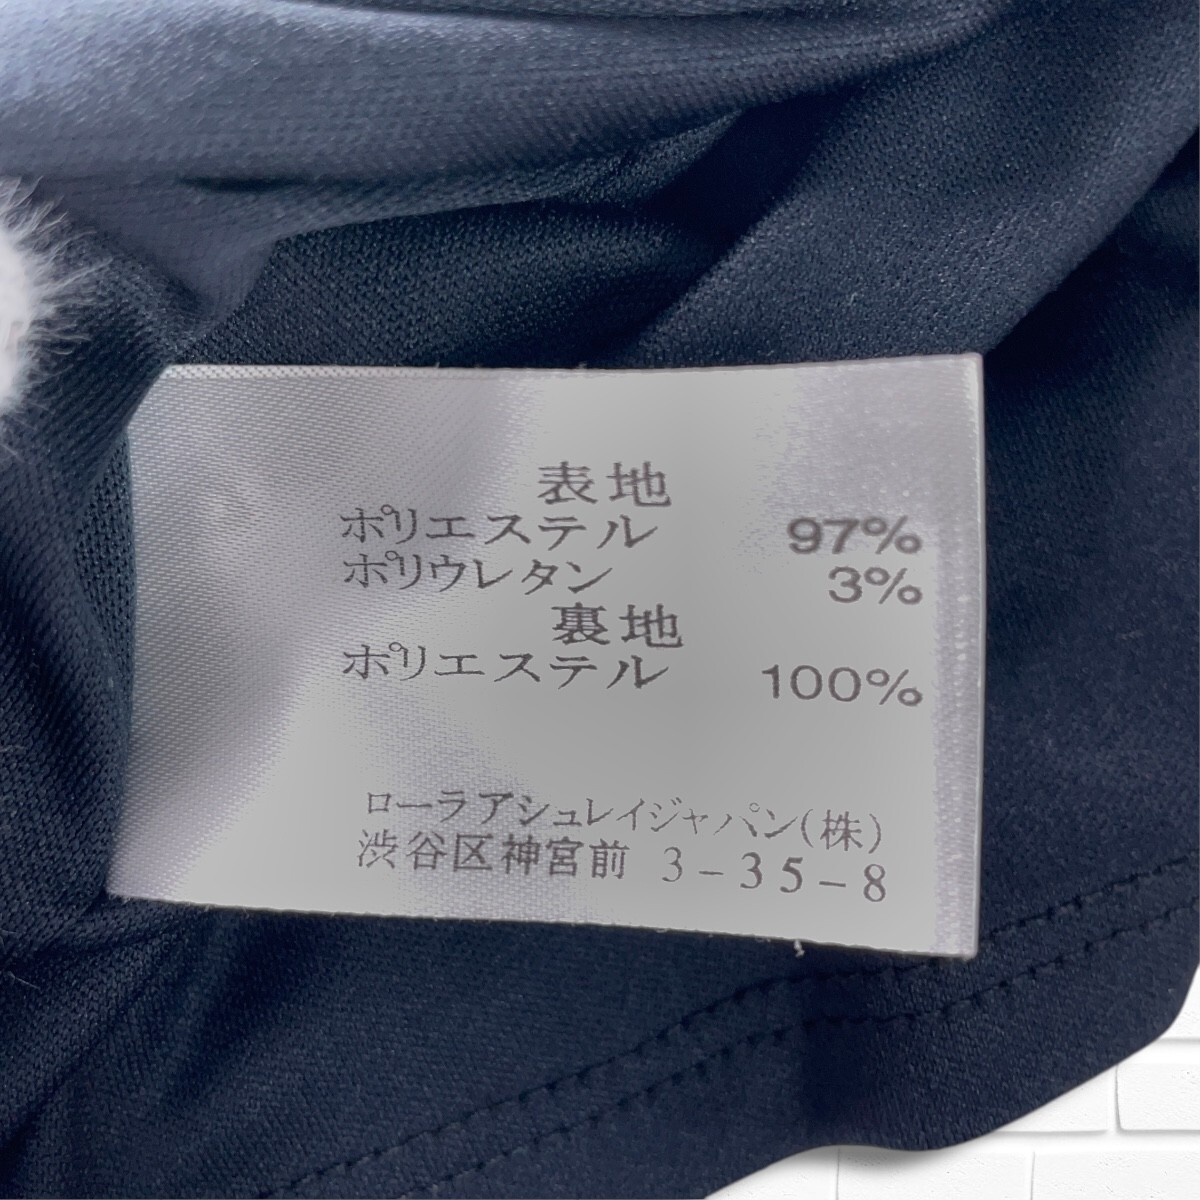 表地
ポリエステル 97%
ポリウレタン 3%
裏地
ポリエステル 100%
ローラアシュレイジャパン(株)
渋谷区神宮前 3-35-8